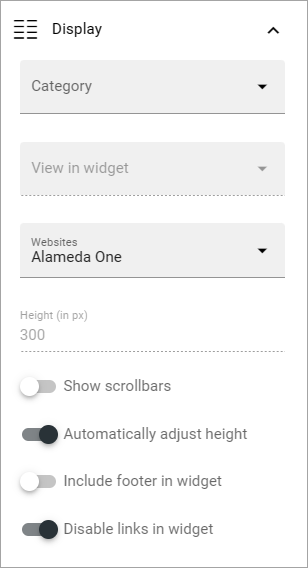 Display
Category
View in widget
Websites
Alameda One
Height (in px)
300
Show scrollbars
Automatically adjust height
Include footer in widget
Disable links in widget